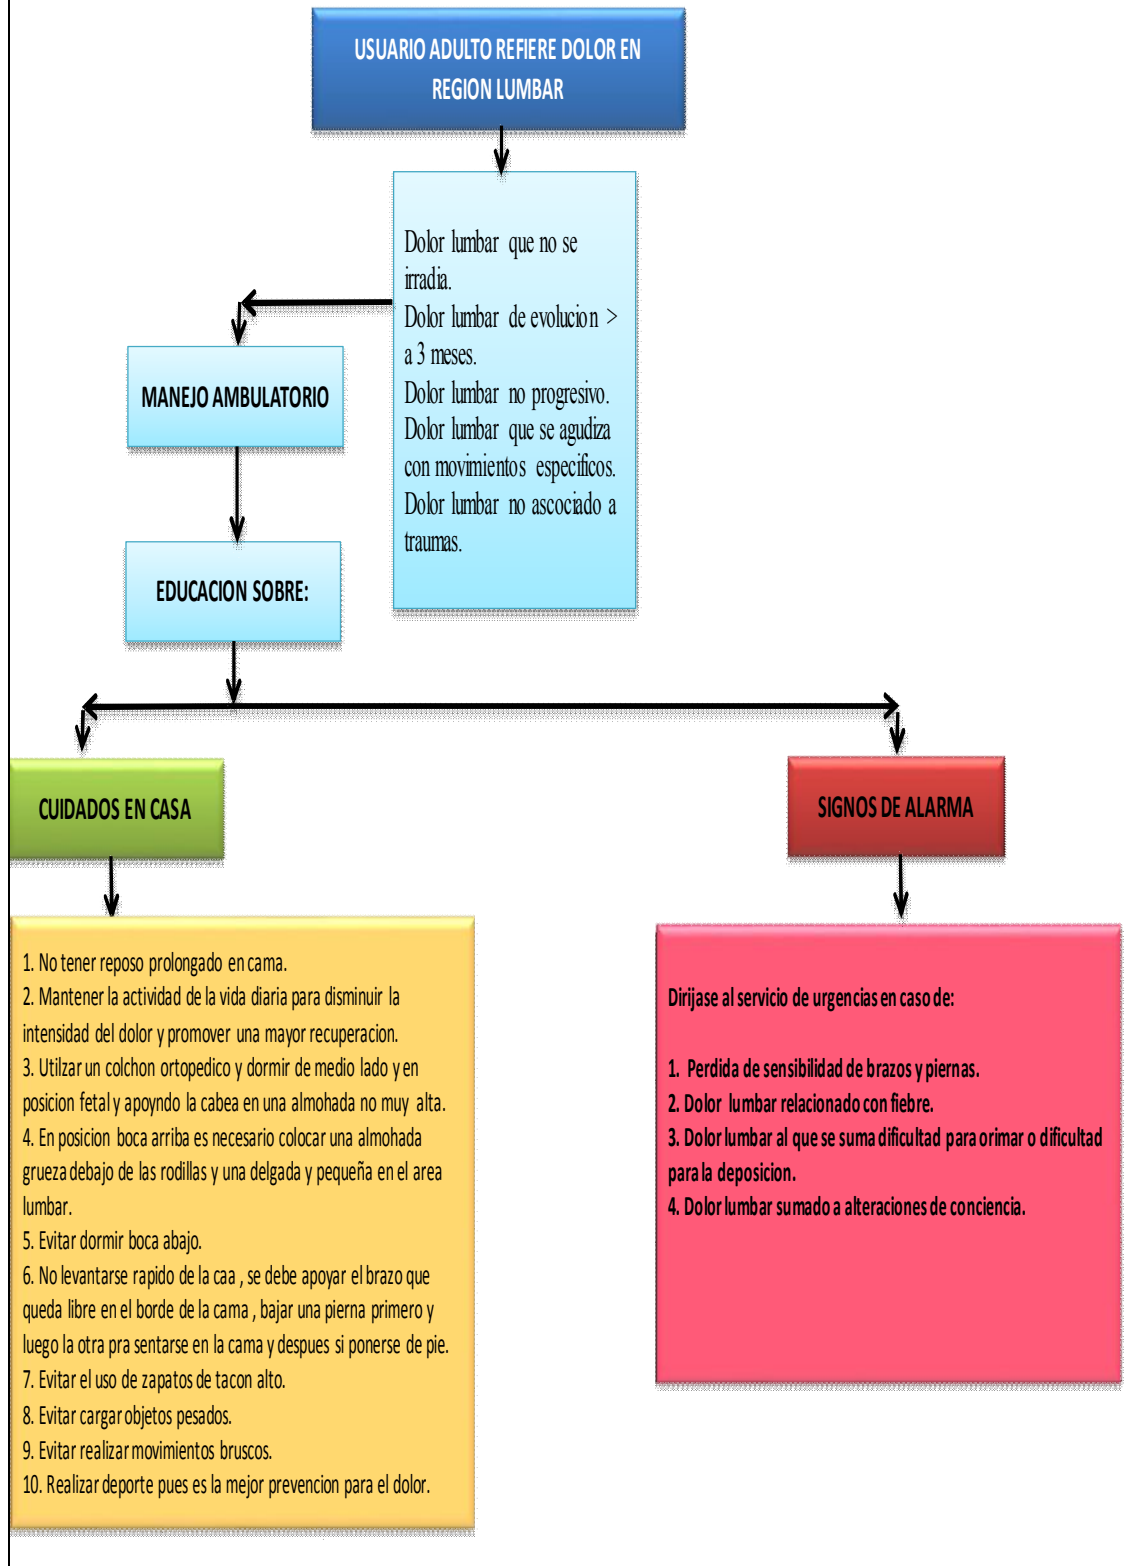 USUARIO ADULTO REFIERE DOLOR EN
REGION LUMBAR
Dolor lumbar que no se
irradia.
Dolor lumbar de evolucion >
a 3 meses.
Dolor lumbar no progresivo.
Dolor lumbar que se agudiza
con movimientos especificos.
Dolor lumbar no ascociado a
traumas.
MANEJO AMBULATORIO
EDUCACION SOBRE:
CUIDADOS EN CASA
1. No tener reposo prolongado en cama.
2. Mantener la actividad de la vida diaria para disminuir la
intensidad del dolor y promover una mayor recuperacion.
3. Utilzar un colchon ortopedico y dormir de medio lado y en
posicion fetal y apoyndo la cabea en una almohada no muy alta.
4. En posicion boca arriba es necesario colocar una almohada
grueza debajo de las rodillas y una delgada y pequeña en el area
lumbar.
5. Evitar dormir boca abajo.
6. No levantarse rapido de la caa , se debe apoyar el brazo que
queda libre en el borde de la cama , bajar una pierna primero y
luego la otra pra sentarse en la cama y despues si ponerse de pie.
7. Evitar el uso de zapatos de tacon alto.
8. Evitar cargar objetos pesados.
9. Evitar realizar movimientos bruscos.
10. Realizar deporte pues es la mejor prevencion para el dolor.
SIGNOS DE ALARMA
Dirijase al servicio de urgencias en caso de:
1. Perdida de sensibilidad de brazos y piernas.
2. Dolor lumbar relacionado con fiebre.
3. Dolor lumbar al que se suma dificultad para orimar o dificultad
para la deposicion.
4. Dolor lumbar sumado a alteraciones de conciencia.